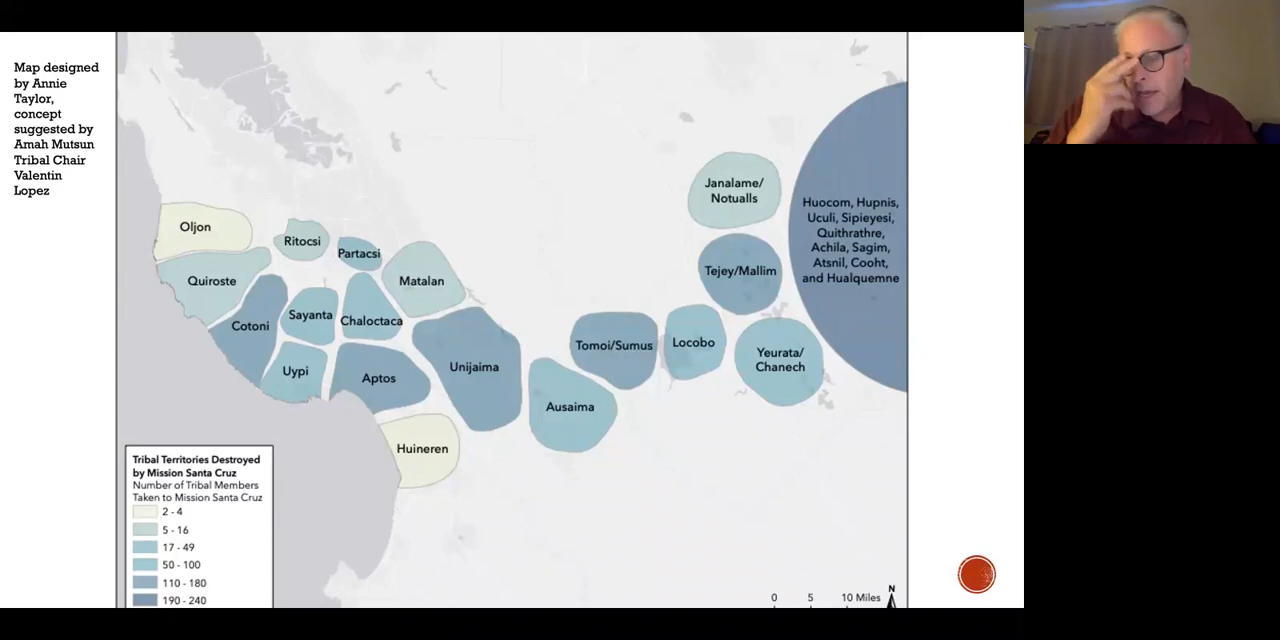 Map designed
by Annie
Taylor,
concept
suggested by
Amah Mutsun
Tribal Chair
Valentin
Lopez
Janalame/
Notualls
Huocom, Hupnis,
Uculi, Sipieyesi,
Quithrathre,
Achila, Sagim,
Atsnil, Cooht,
and Hualquemne
Oljon
Ritocsi
Partacsi
Quiroste
Matalan
Tejey/Mallim
Cotoni
Sayanta
Chaloctaca
Tomoi/Sumus
Locobo
Yeurata/
Chanech
Uypi
Aptos
Unijaima
Ausaima
Huineren
Tribal Territories Destroyed
by Mission Santa Cruz
Number of Tribal Members
Taken to Mission Santa Cruz
2 - 4
5 - 16
17 - 49
50 - 100
110 - 180
190 - 240
0 5 10 Miles
N